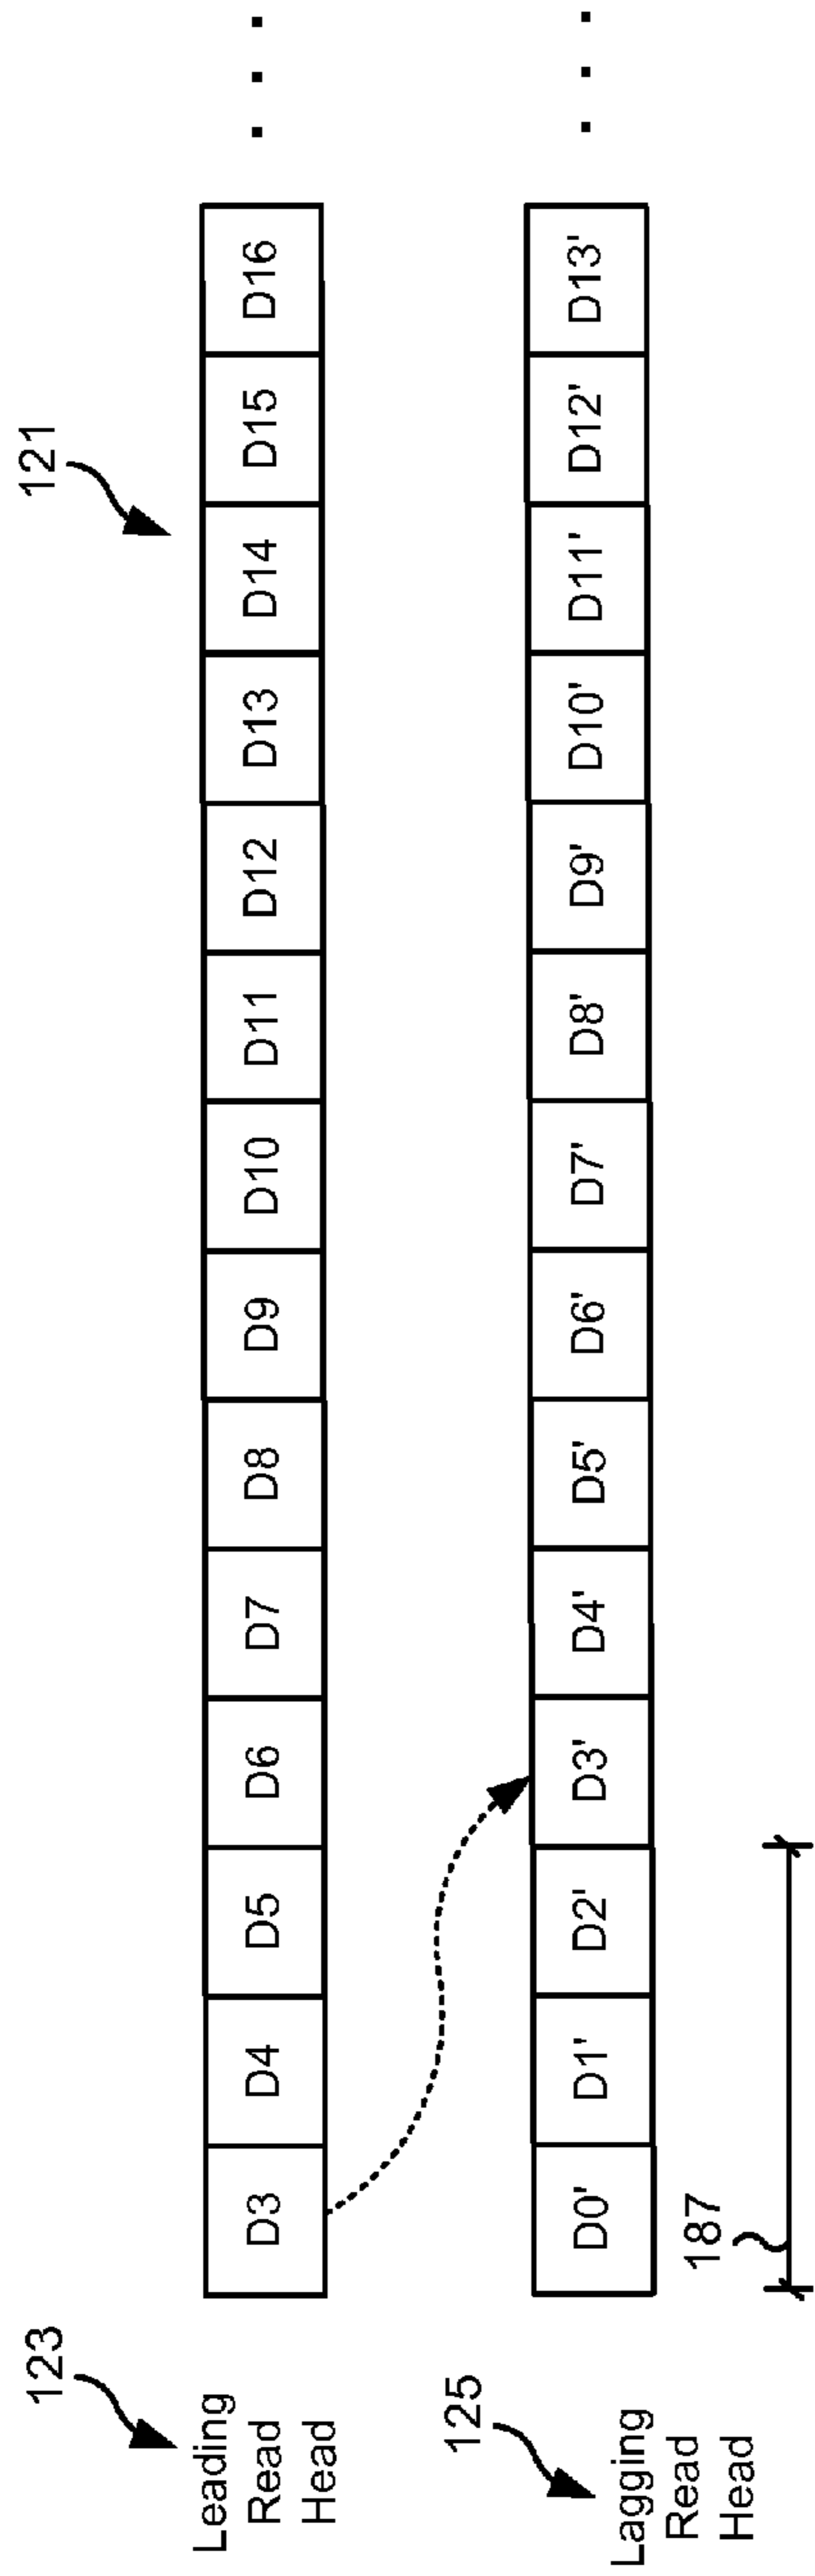 121
123
Leading
Read
Head
D3 D4 D5 D6 D7 D8 D9 D10 D11 D12 D13 D14 D15 D16 . . .
125
Lagging
Read
Head
D0' D1' D2' D3' D4' D5' D6' D7' D8' D9' D10' D11' D12' D13' . . .
187